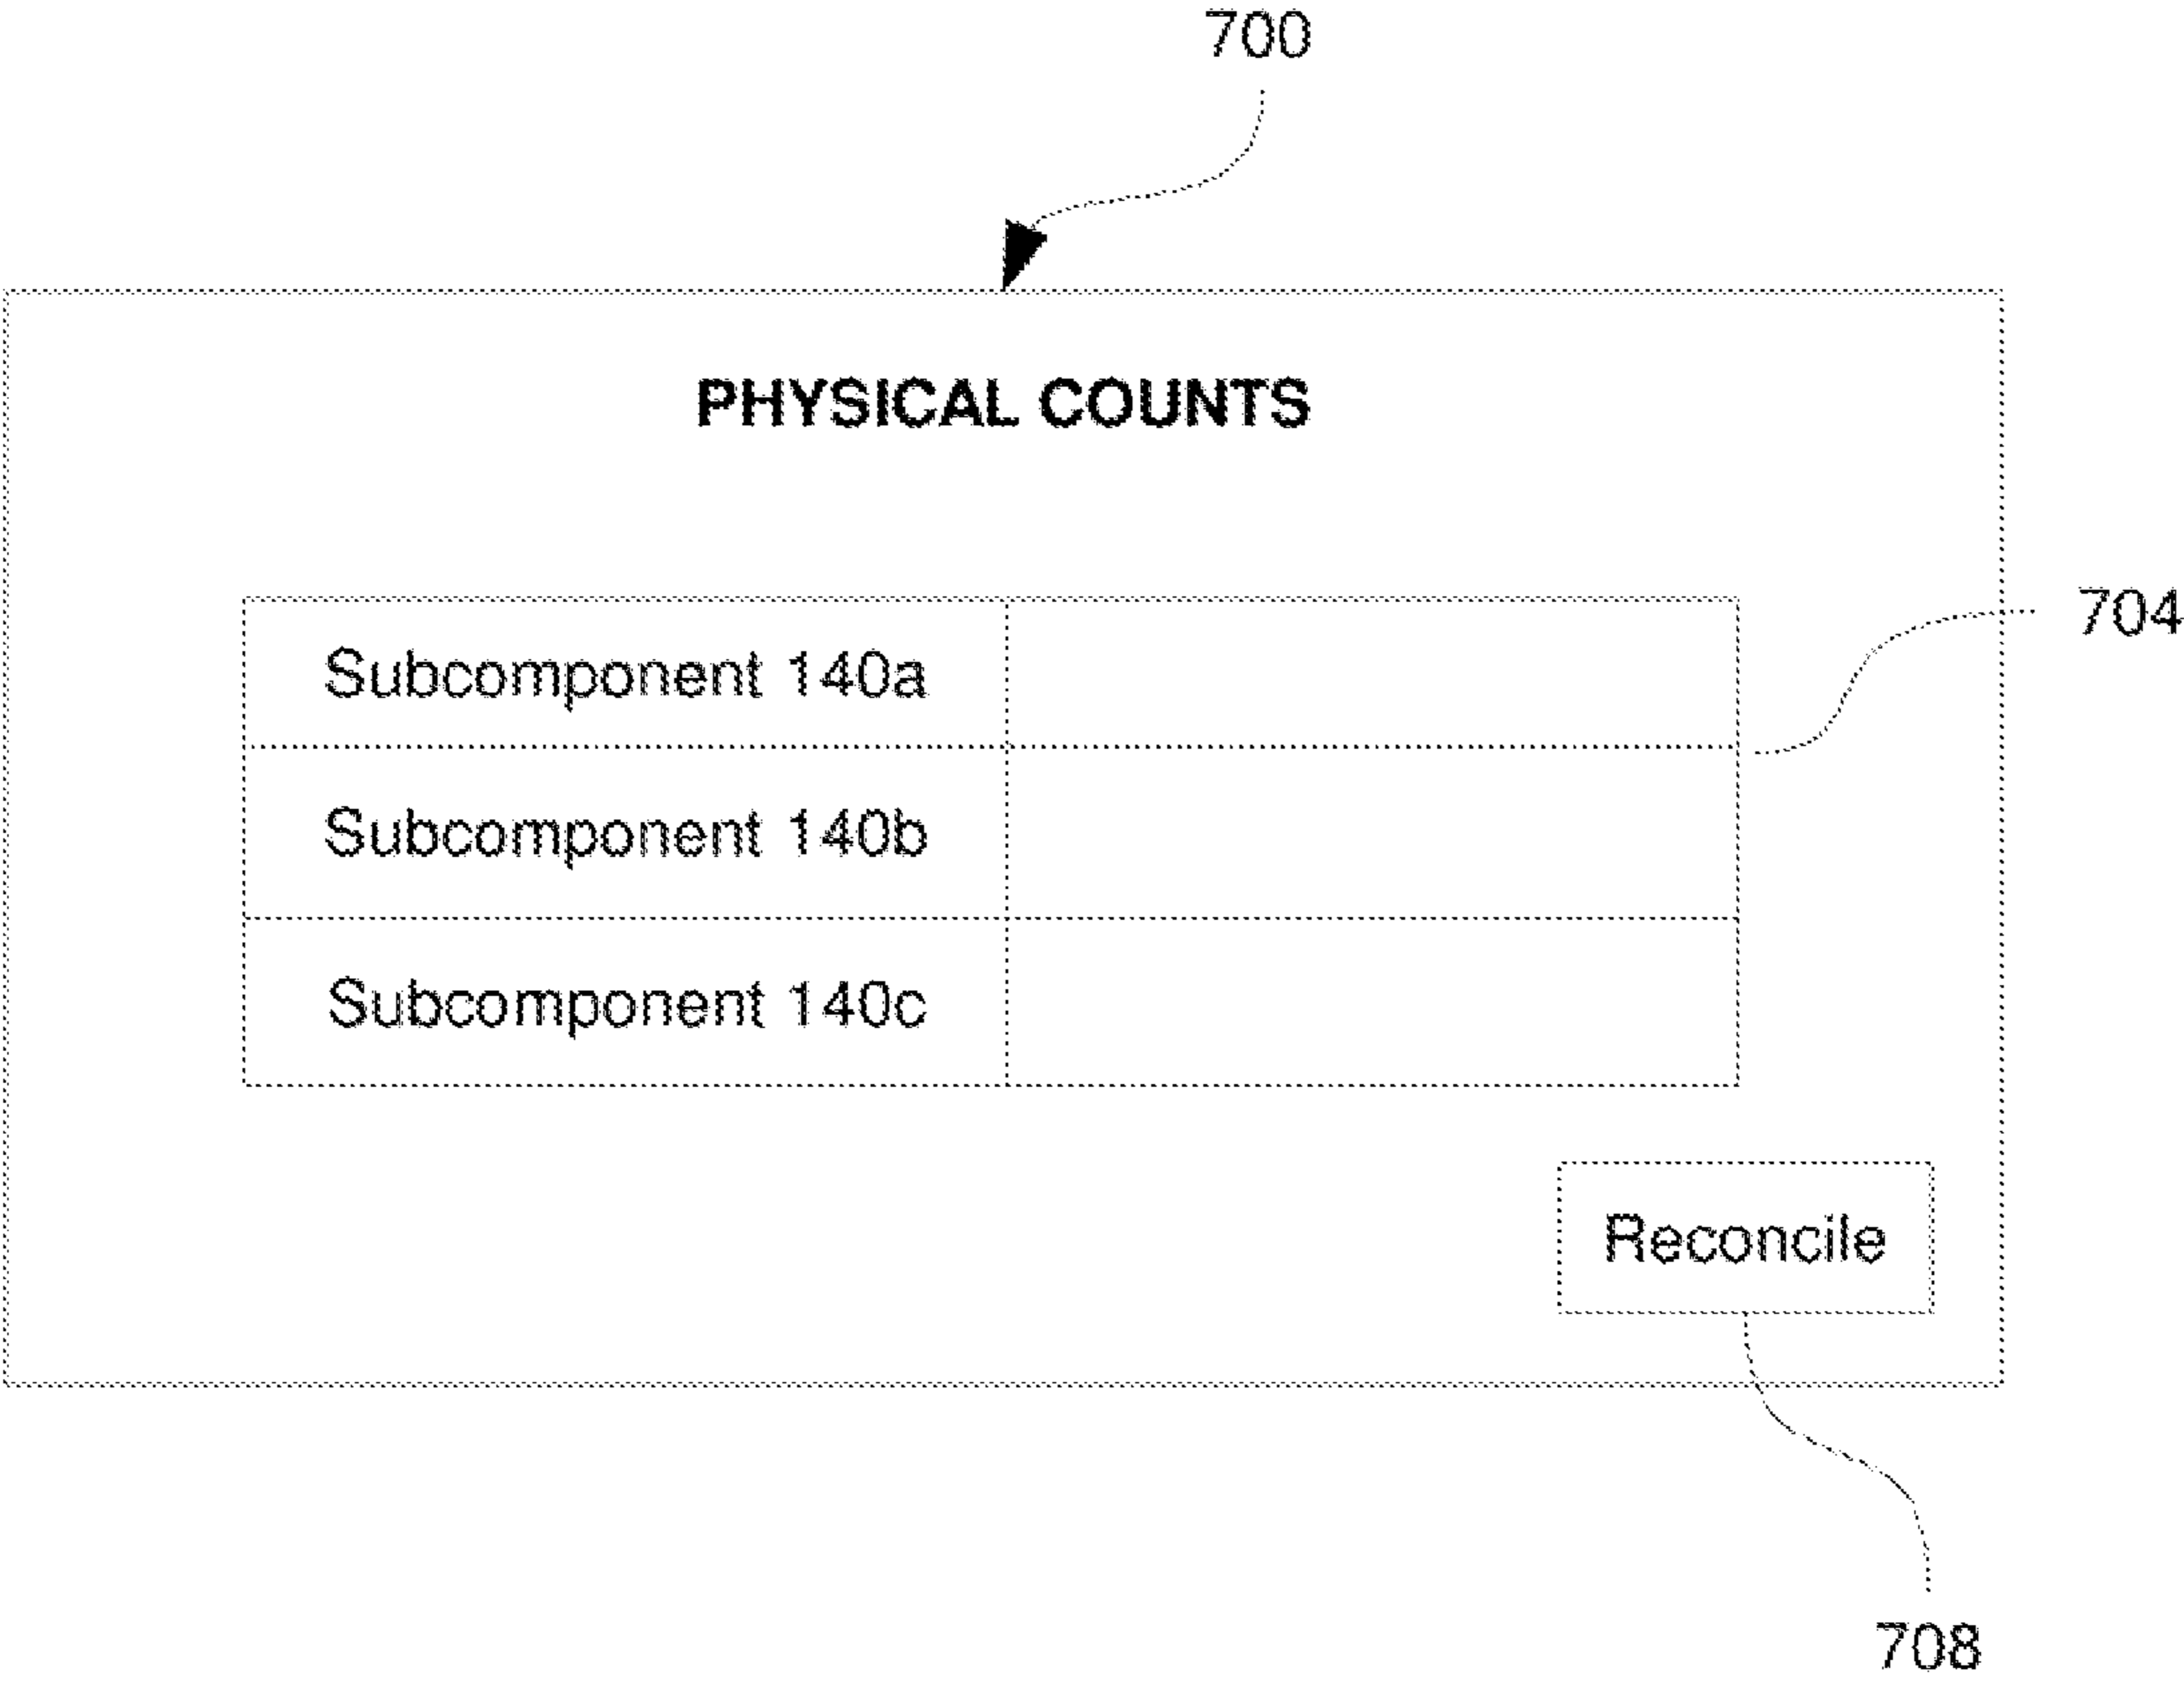 700
PHYSICAL COUNTS
704
Subcomponent 140a
Subcomponent 140b
Subcomponent 140c
Reconcile
708